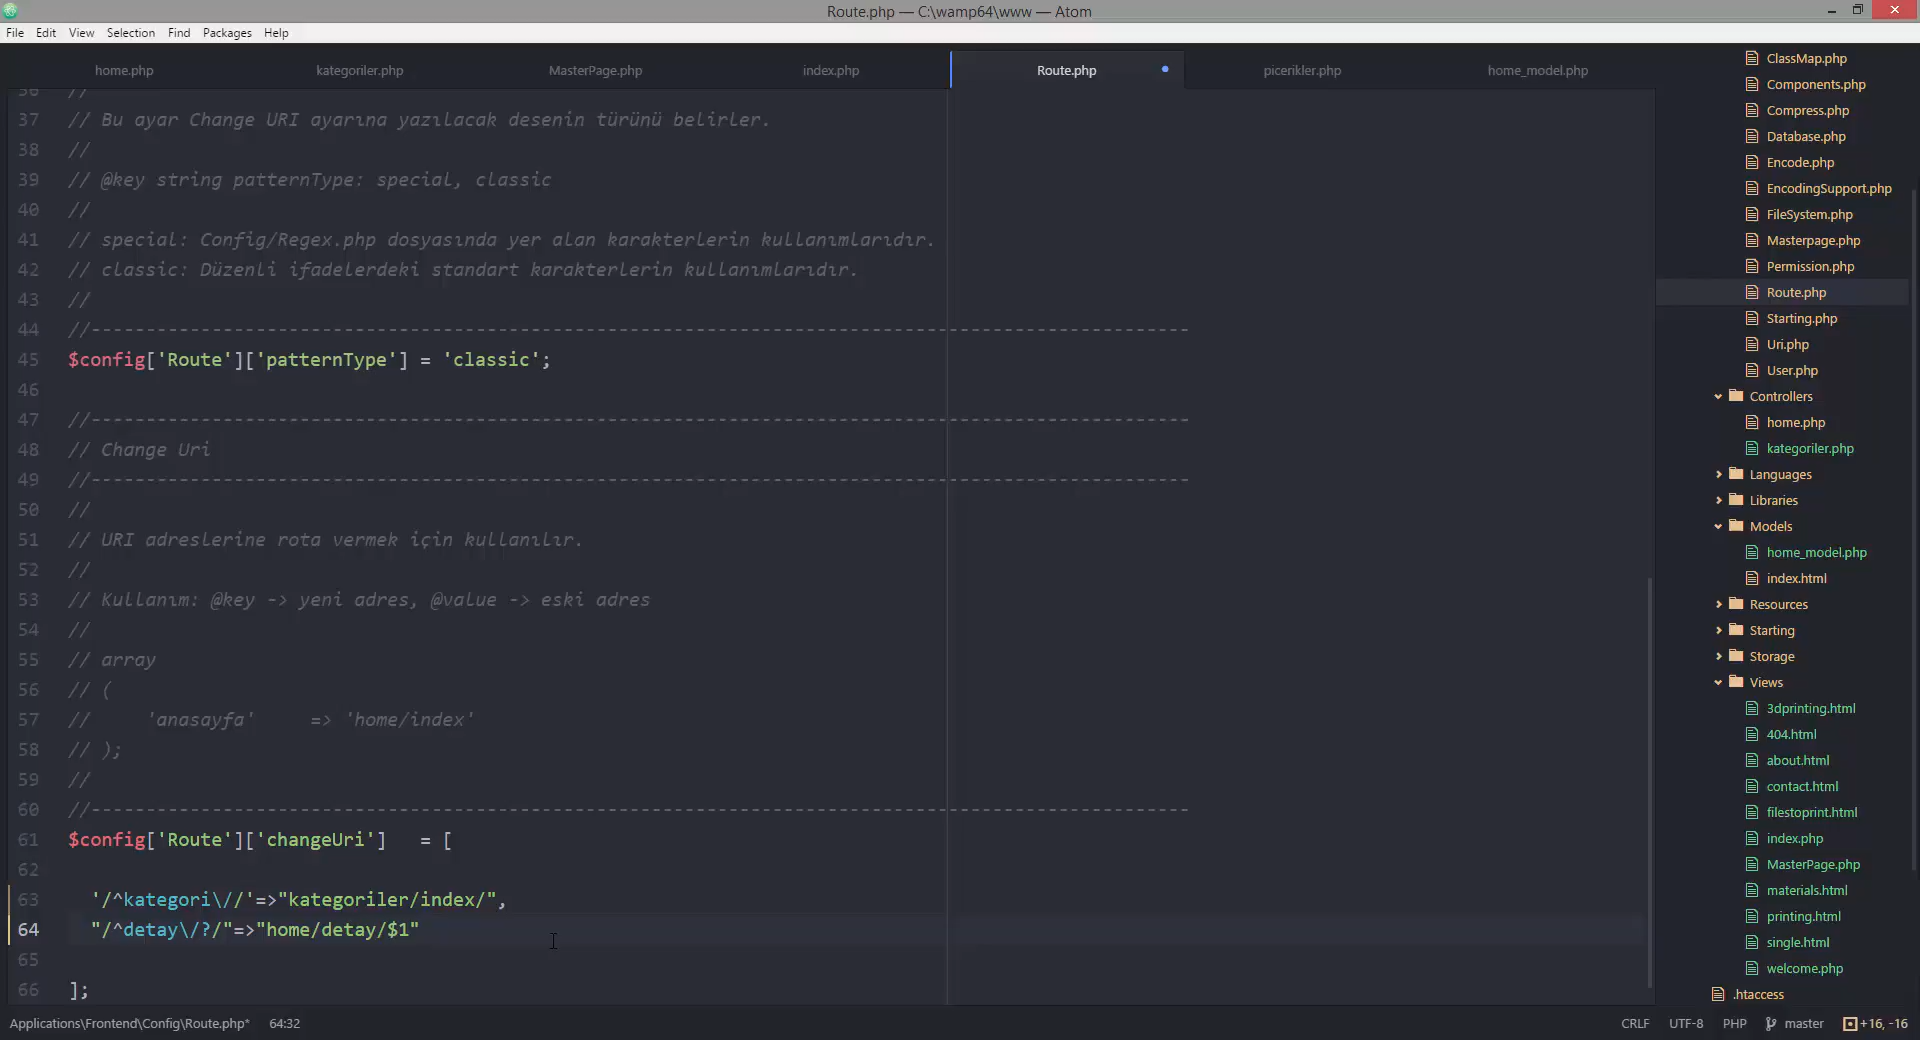 Route.php — C:\wamp64\www — Atom
File Edit View Selection Find Packages Help
home.php kategoriler.php MasterPage.php index.php Route.php picerikler.php home_model.php
36 //
37 // Bu ayar Change URI ayarına yazılacak desenin türünü belirler.
38 //
39 // @key string patternType: special, classic
40 //
41 // special: Config/Regex.php dosyasında yer alan karakterlerin kullanımlarıdır.
42 // classic: Düzenli ifadelerdeki standart karakterlerin kullanımlarıdır.
43 //
44 //----------------------------------------------------------------------------------------------------
45 $config['Route']['patternType'] = 'classic';
46
47 //----------------------------------------------------------------------------------------------------
48 // Change Uri
49 //----------------------------------------------------------------------------------------------------
50 //
51 // URI adreslerine rota vermek için kullanılır.
52 //
53 // Kullanım: @key -> yeni adres, @value -> eski adres
54 //
55 // array
56 // (
57 //     'anasayfa'     => 'home/index'
58 // );
59 //
60 //----------------------------------------------------------------------------------------------------
61 $config['Route']['changeUri']   = [
62
63   '/^kategori\//'=>"kategoriler/index/",
64   "/^detay\/?/"=>"home/detay/$1"
65
66 ];
ClassMap.php
Components.php
Compress.php
Database.php
Encode.php
EncodingSupport.php
FileSystem.php
Masterpage.php
Permission.php
Route.php
Starting.php
Uri.php
User.php
Controllers
home.php
kategoriler.php
Languages
Libraries
Models
home_model.php
index.html
Resources
Starting
Storage
Views
3dprinting.html
404.html
about.html
contact.html
filestoprint.html
index.php
MasterPage.php
materials.html
printing.html
single.html
welcome.php
.htaccess
Applications\Frontend\Config\Route.php* 64:32 CRLF UTF-8 PHP master +16, -16